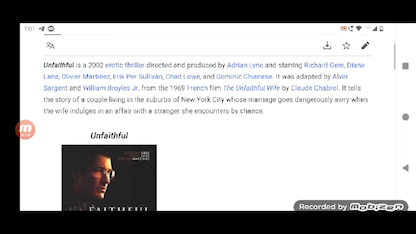 Unfaithful is a 2002 erotic thriller directed and produced by Adrian Lyne and starring Richard Gere, Diane
Lane, Olivier Martinez, Erik Per Sullivan, Chad Lowe, and Dominic Chianese. It was adapted by Alvin
Sargent and William Broyles Jr. from the 1969 French film The Unfaithful Wife by Claude Chabrol. It tells
the story of a couple living in the suburbs of New York City whose marriage goes dangerously awry when
the wife indulges in an affair with a stranger she encounters by chance.
Unfaithful
UNFAITHFUL
Recorded by Mobizen